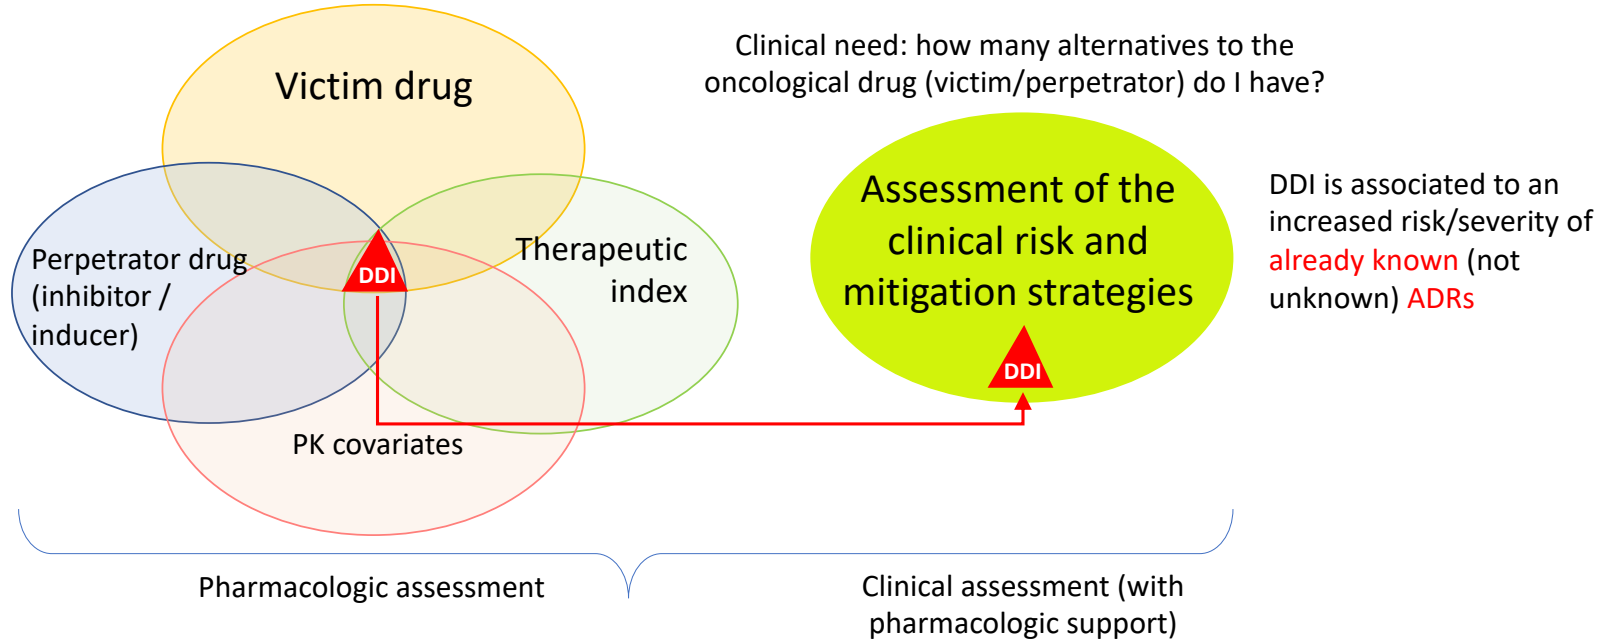 Victim drug
Perpetrator drug
(inhibitor /
inducer)
DDI
Therapeutic
index
PK covariates
Pharmacologic assessment
Clinical need: how many alternatives to the
oncological drug (victim/perpetrator) do I have?
Assessment of the
clinical risk and
mitigation strategies
DDI
DDI is associated to an
increased risk/severity of
already known (not
unknown) ADRs
Clinical assessment (with
pharmacologic support)